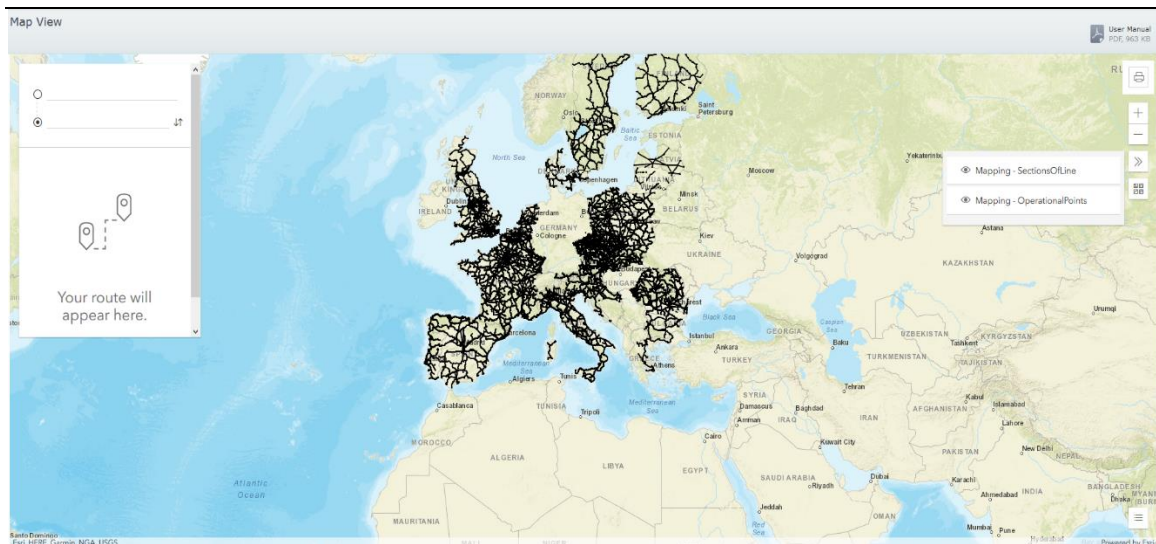 Map View
User Manual
PDF, 963 KB
Your route will
appear here.
Mapping - SectionsOfLine
Mapping - OperationalPoints
NORWAY
Oslo
Saint
Petersburg
ESTONIA
Baltic
Sea
North Sea
Moscow
Minsk
BELARUS
Dublin
IRELAND
GERMANY
Cologne
Kiev
UKRAINE
Volgograd
Astana
KAZAKHSTAN
Urumqi
Black Sea
Istanbul
Ankara
TURKEY
GEORGIA
Caspian
Sea
Baku
UZBEKISTAN
KYRGYZSTAN
Tashkent
TURKMENISTAN
TAJIKISTAN
Athens
Algiers
Tunis
Mediterranean
Sea
Casablanca
TUNISIA
Tripoli
SYRIA
Damascus
Baghdad
Amman
IRAQ
Tehran
IRAN
Kabul
AFGHANISTAN
Islamabad
Lahore
MOROCCO
ALGERIA
LIBYA
Cairo
EGYPT
Kuwait City
SAUDI ARABIA
Riyadh
Dubai
PAKISTAN
New Delhi
NEPAL
Karachi
Ahmedabad
INDIA
BANGLADESH
Dhaka
Atlantic
Ocean
MAURITANIA
Jeddah
Red
Sea
OMAN
Mumbai
Pune
Santo Domingo
Esri, HERE, Garmin, NGA, USGS
Powered by Esri